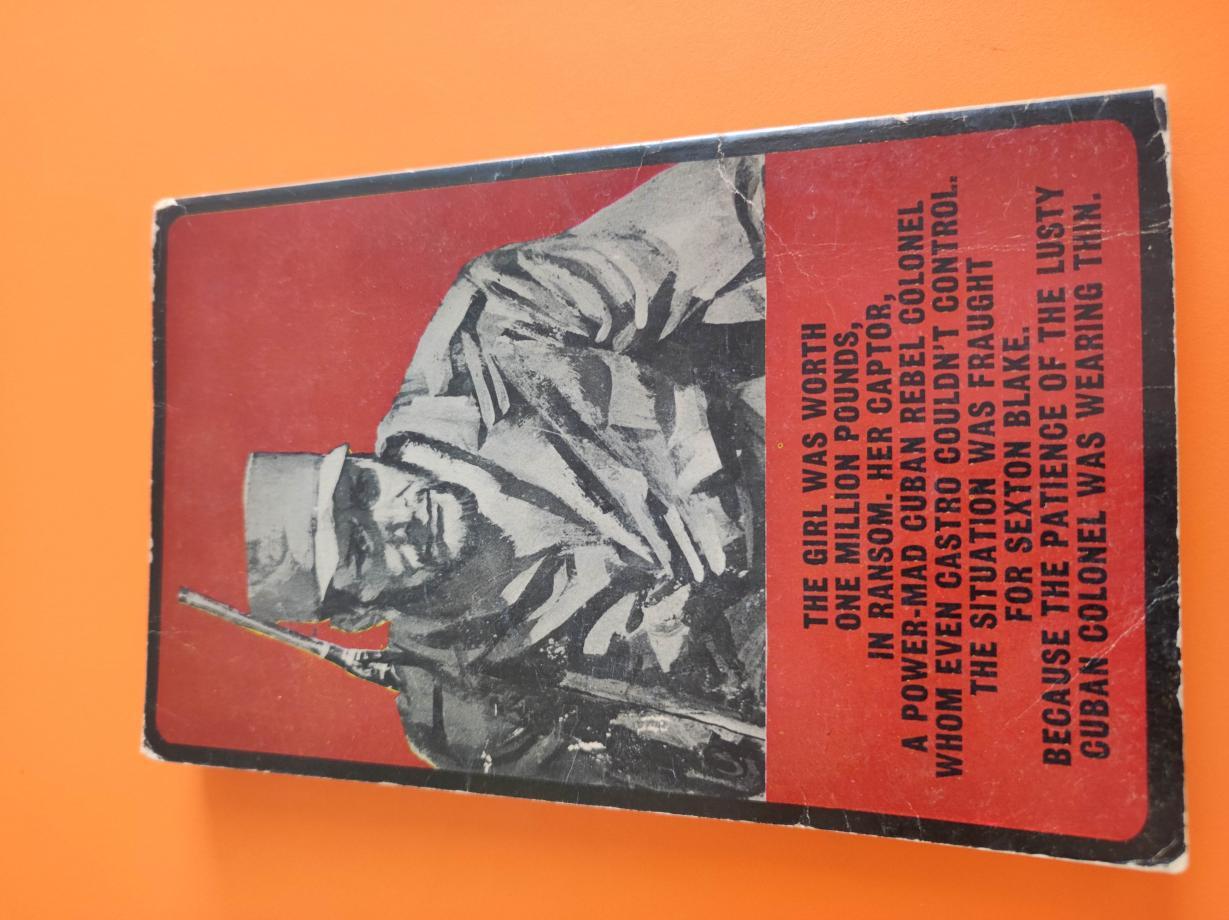 THE GIRL WAS WORTH
ONE MILLION POUNDS,
IN RANSOM. HER CAPTOR,
A POWER-MAD CUBAN REBEL COLONEL
WHOM EVEN CASTRO COULDN'T CONTROL.
THE SITUATION WAS FRAUGHT
FOR SEXTON BLAKE.
BECAUSE THE PATIENCE OF THE LUSTY
CUBAN COLONEL WAS WEARING THIN.